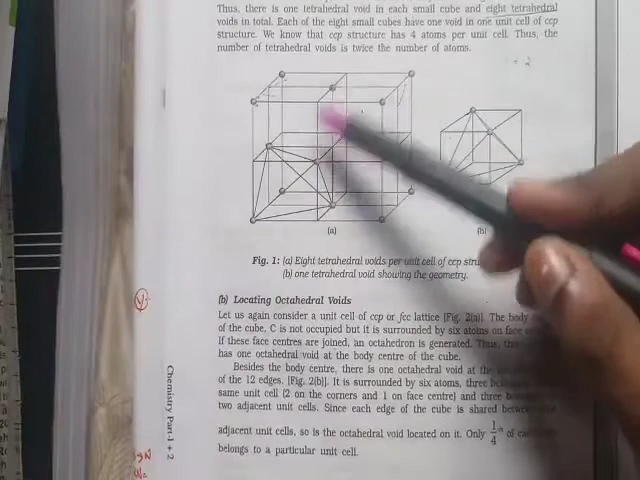 Thus, there is one tetrahedral void in each small cube and eight tetrahedral
voids in total. Each of the eight small cubes have one void in one unit cell of ccp
structure. We know that ccp structure has 4 atoms per unit cell. Thus, the
number of tetrahedral voids is twice the number of atoms.
(a)
(b)
Fig. 1: (a) Eight tetrahedral voids per unit cell of ccp
(b) one tetrahedral void showing the geometry.
(b) Locating Octahedral Voids
Let us again consider a unit cell of ccp or fcc lattice [Fig. 2(a)]. The body
of the cube, C is not occupied but it is surrounded by six atoms on face
If these face centres are joined, an octahedron is generated. Thus,
has one octahedral void at the body centre of the cube.
Besides the body centre, there is one octahedral void at the
of the 12 edges. [Fig. 2(b)]. It is surrounded by six atoms, three
same unit cell (2 on the corners and 1 on face centre) and three
two adjacent unit cells. Since each edge of the cube is shared
adjacent unit cells, so is the octahedral void located on it. Only 1/4 th of
belongs to a particular unit cell.
Chemistry Part-I + 2